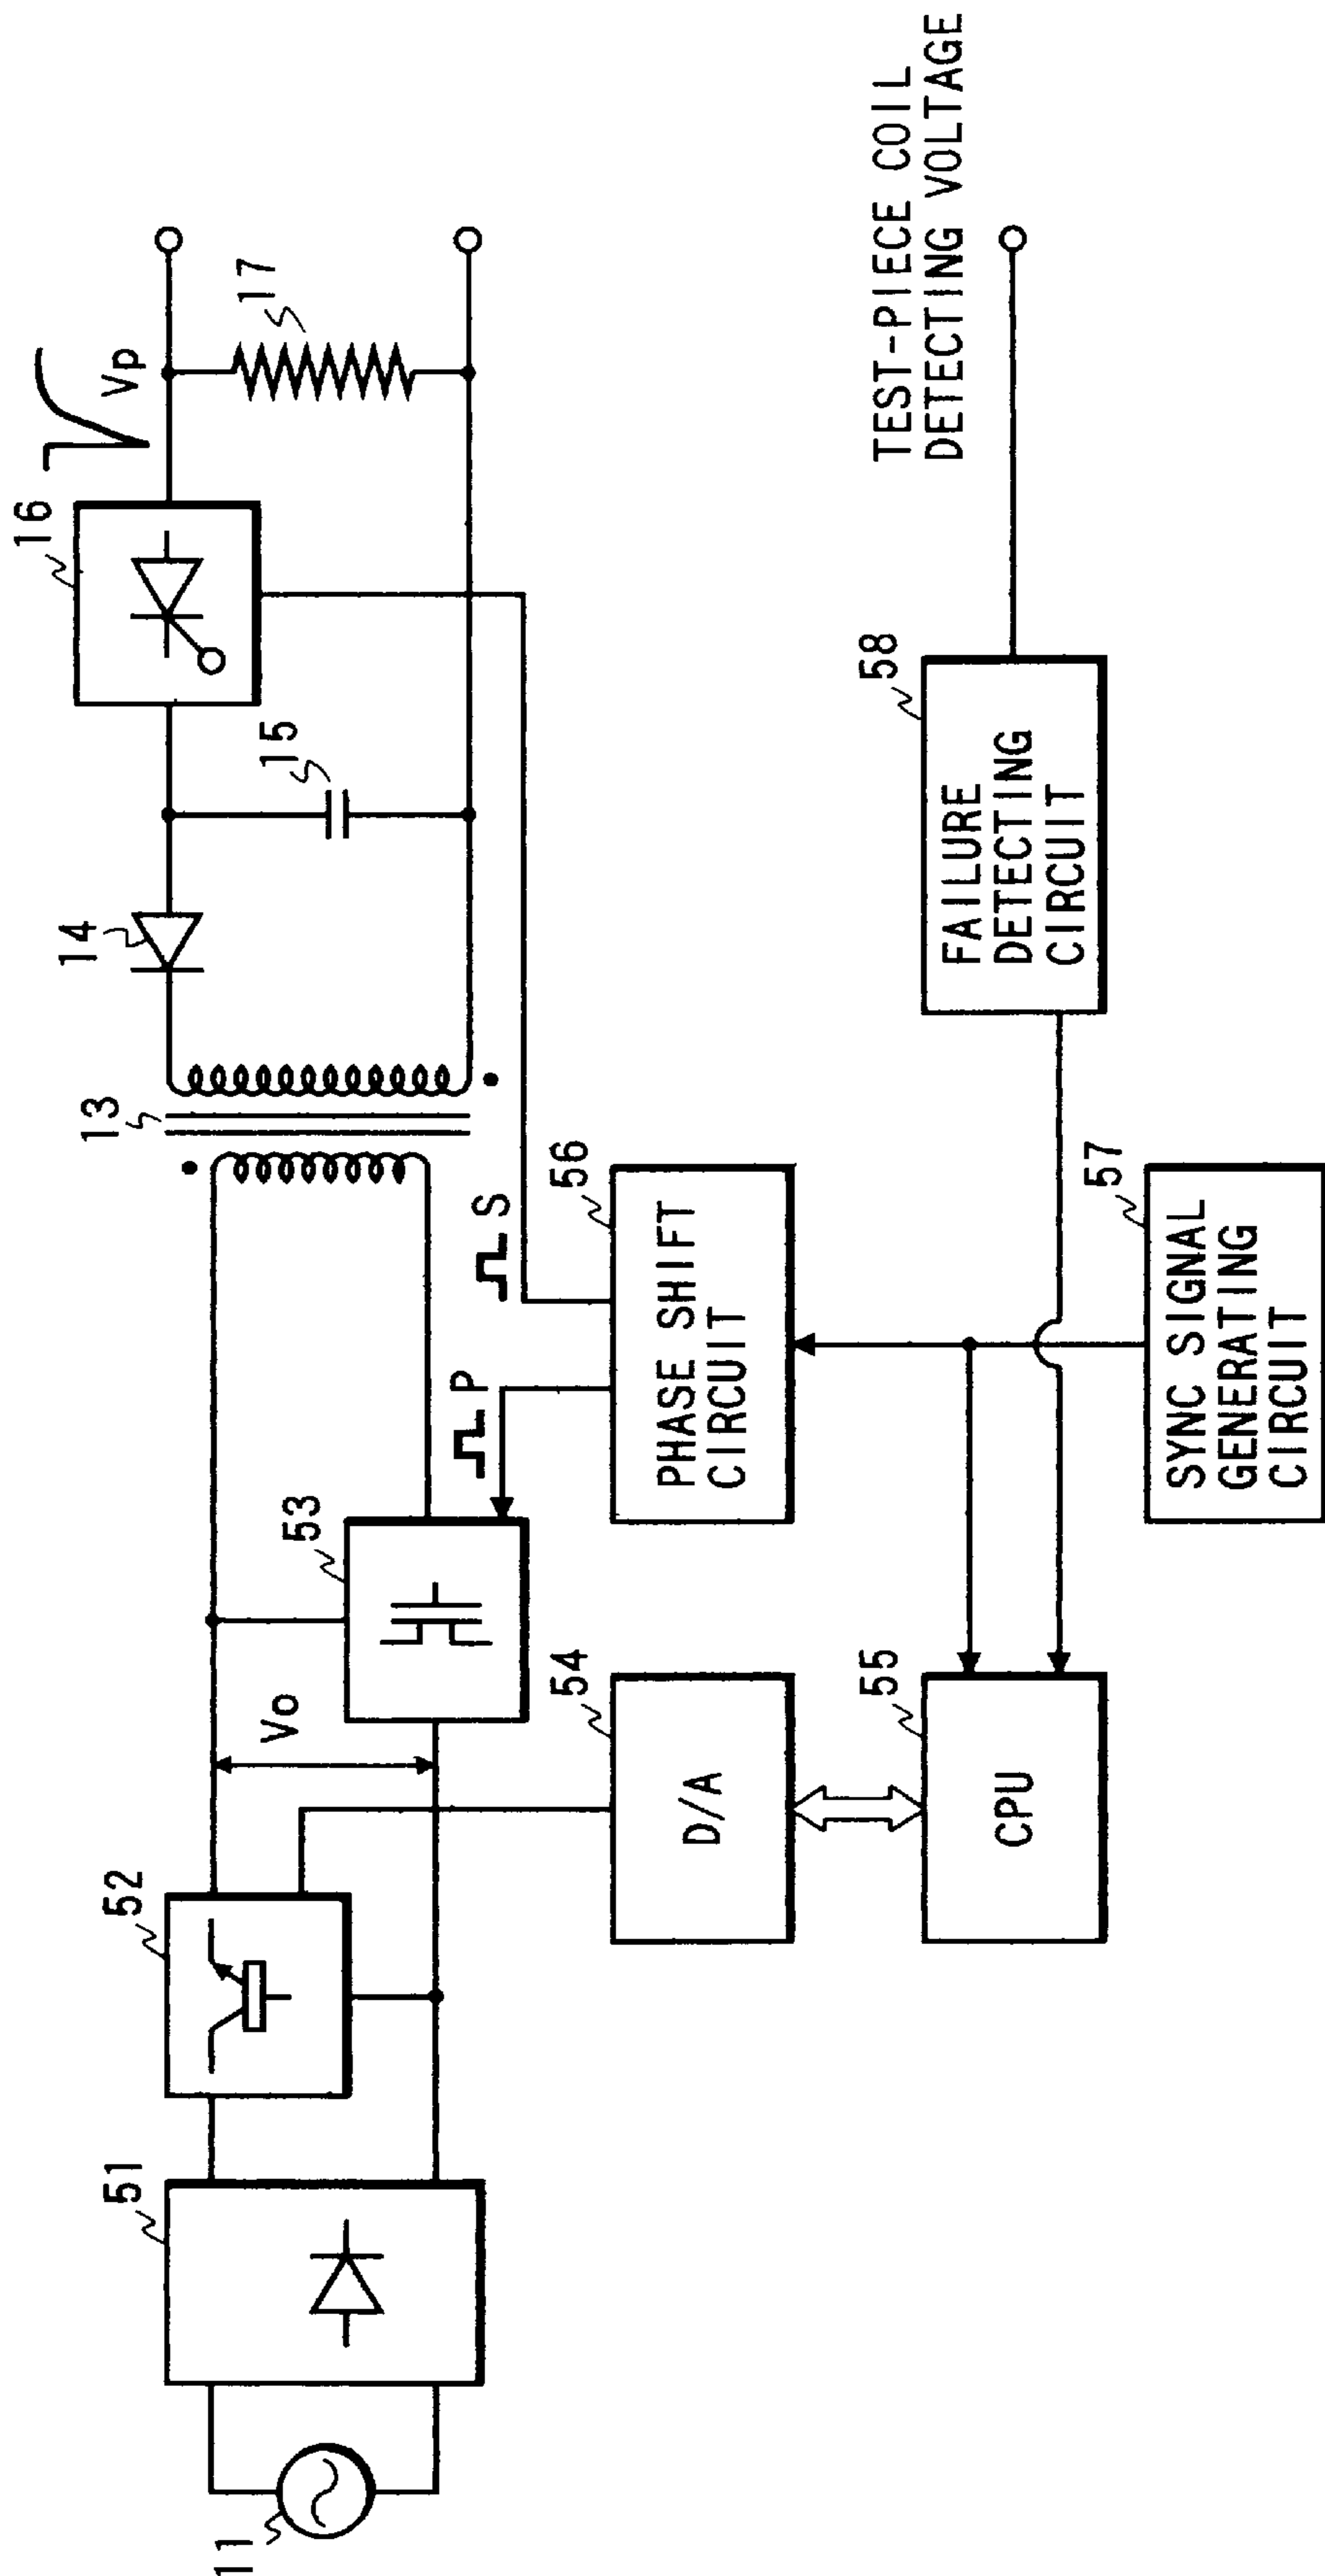 11
51
52
Vo
53
13
14
15
16
Vp
17
P
S
54
D/A
56
PHASE SHIFT
CIRCUIT
55
CPU
58
FAILURE
DETECTING
CIRCUIT
TEST-PIECE COIL
DETECTING VOLTAGE
57
SYNC SIGNAL
GENERATING
CIRCUIT